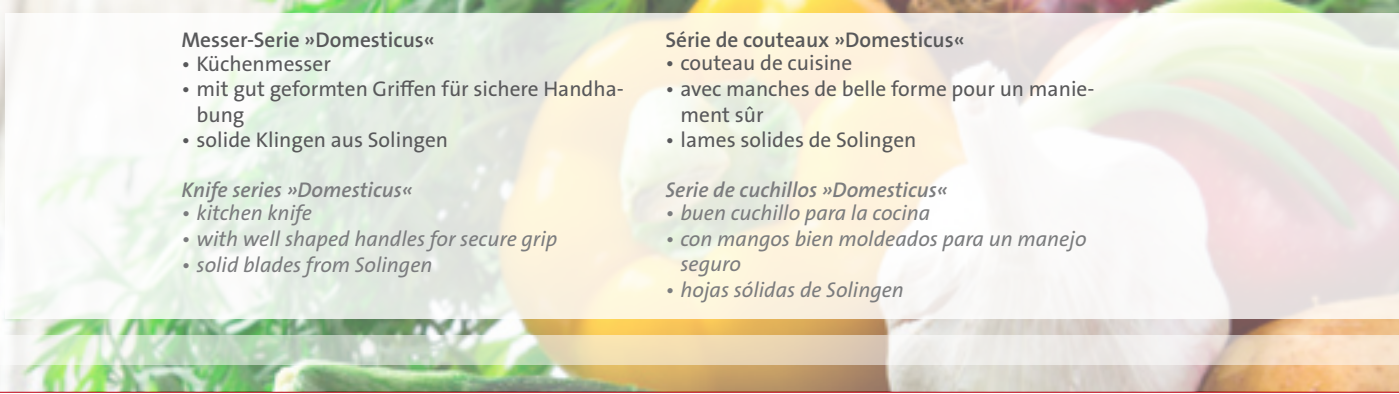 Messer-Serie »Domesticus«
• Küchenmesser
• mit gut geformten Griffen für sichere Handha-
bung
• solide Klingen aus Solingen
Knife series »Domesticus«
• kitchen knife
• with well shaped handles for secure grip
• solid blades from Solingen
Série de couteaux »Domesticus«
• couteau de cuisine
• avec manches de belle forme pour un manie-
ment sûr
• lames solides de Solingen
Serie de cuchillos »Domesticus«
• buen cuchillo para la cocina
• con mangos bien moldeados para un manejo
seguro
• hojas sólidas de Solingen